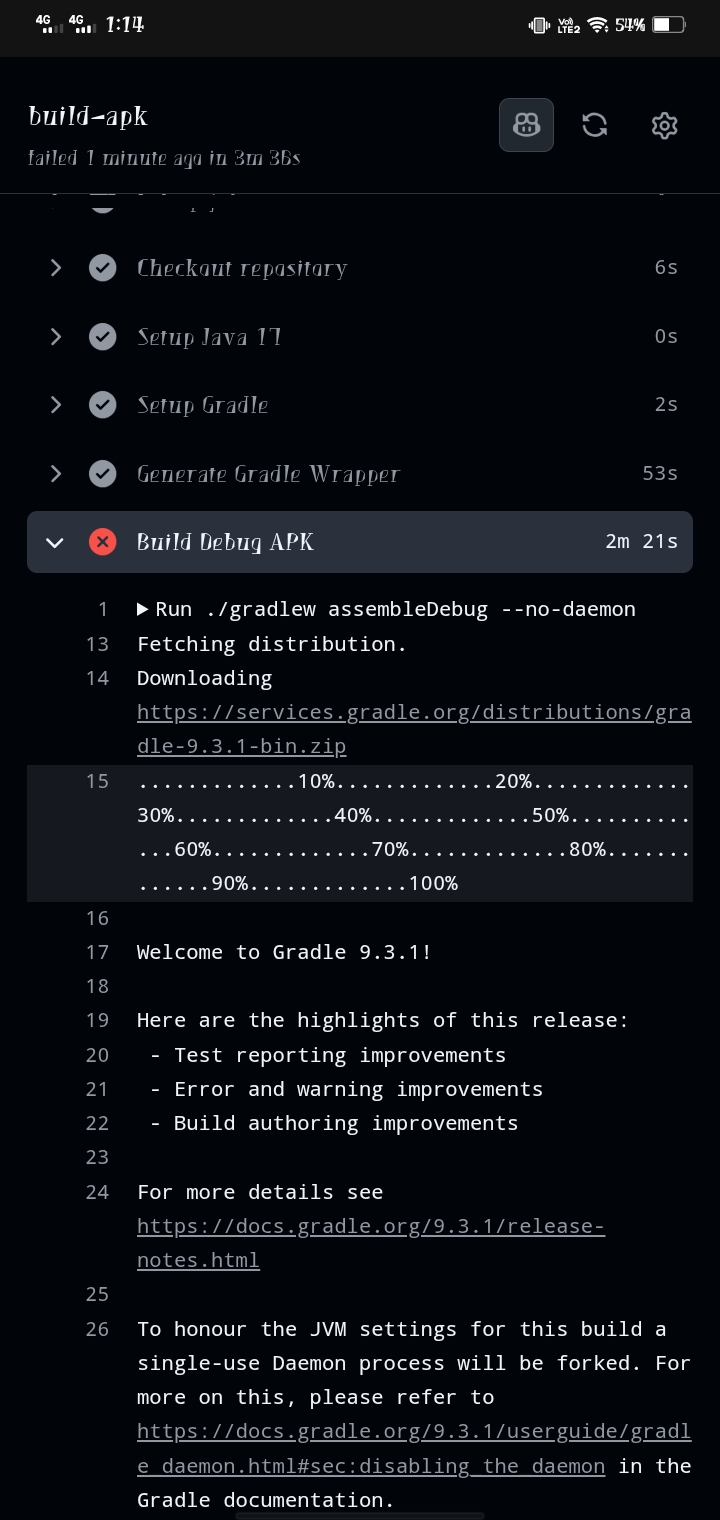 4G 4G 1:14 Vo) LTE2 54%
build-apk
failed 1 minute ago in 3m 38s
Checkout repository 6s
Setup Java 17 0s
Setup Gradle 2s
Generate Gradle Wrapper 53s
Build Debug APK 2m 21s
1 Run ./gradlew assembleDebug --no-daemon
13 Fetching distribution.
14 Downloading
https://services.gradle.org/distributions/gra
dle-9.3.1-bin.zip
15 .............10%.............20%.............
30%.............40%.............50%..........
...60%.............70%.............80%.......
......90%.............100%
16
17 Welcome to Gradle 9.3.1!
18
19 Here are the highlights of this release:
20 - Test reporting improvements
21 - Error and warning improvements
22 - Build authoring improvements
23
24 For more details see
https://docs.gradle.org/9.3.1/release-
notes.html
25
26 To honour the JVM settings for this build a
single-use Daemon process will be forked. For
more on this, please refer to
https://docs.gradle.org/9.3.1/userguide/gradl
e_daemon.html#sec:disabling_the_daemon in the
Gradle documentation.